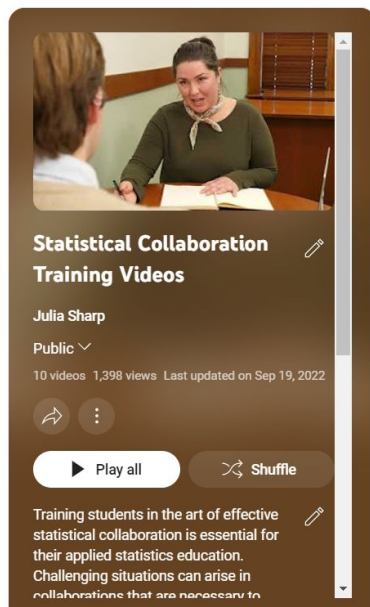 Statistical Collaboration
Training Videos
Julia Sharp
Public
10 videos 1,398 views Last updated on Sep 19, 2022
Play all
Shuffle
Training students in the art of effective
statistical collaboration is essential for
their applied statistics education.
Challenging situations can arise in
collaborations that are necessary to